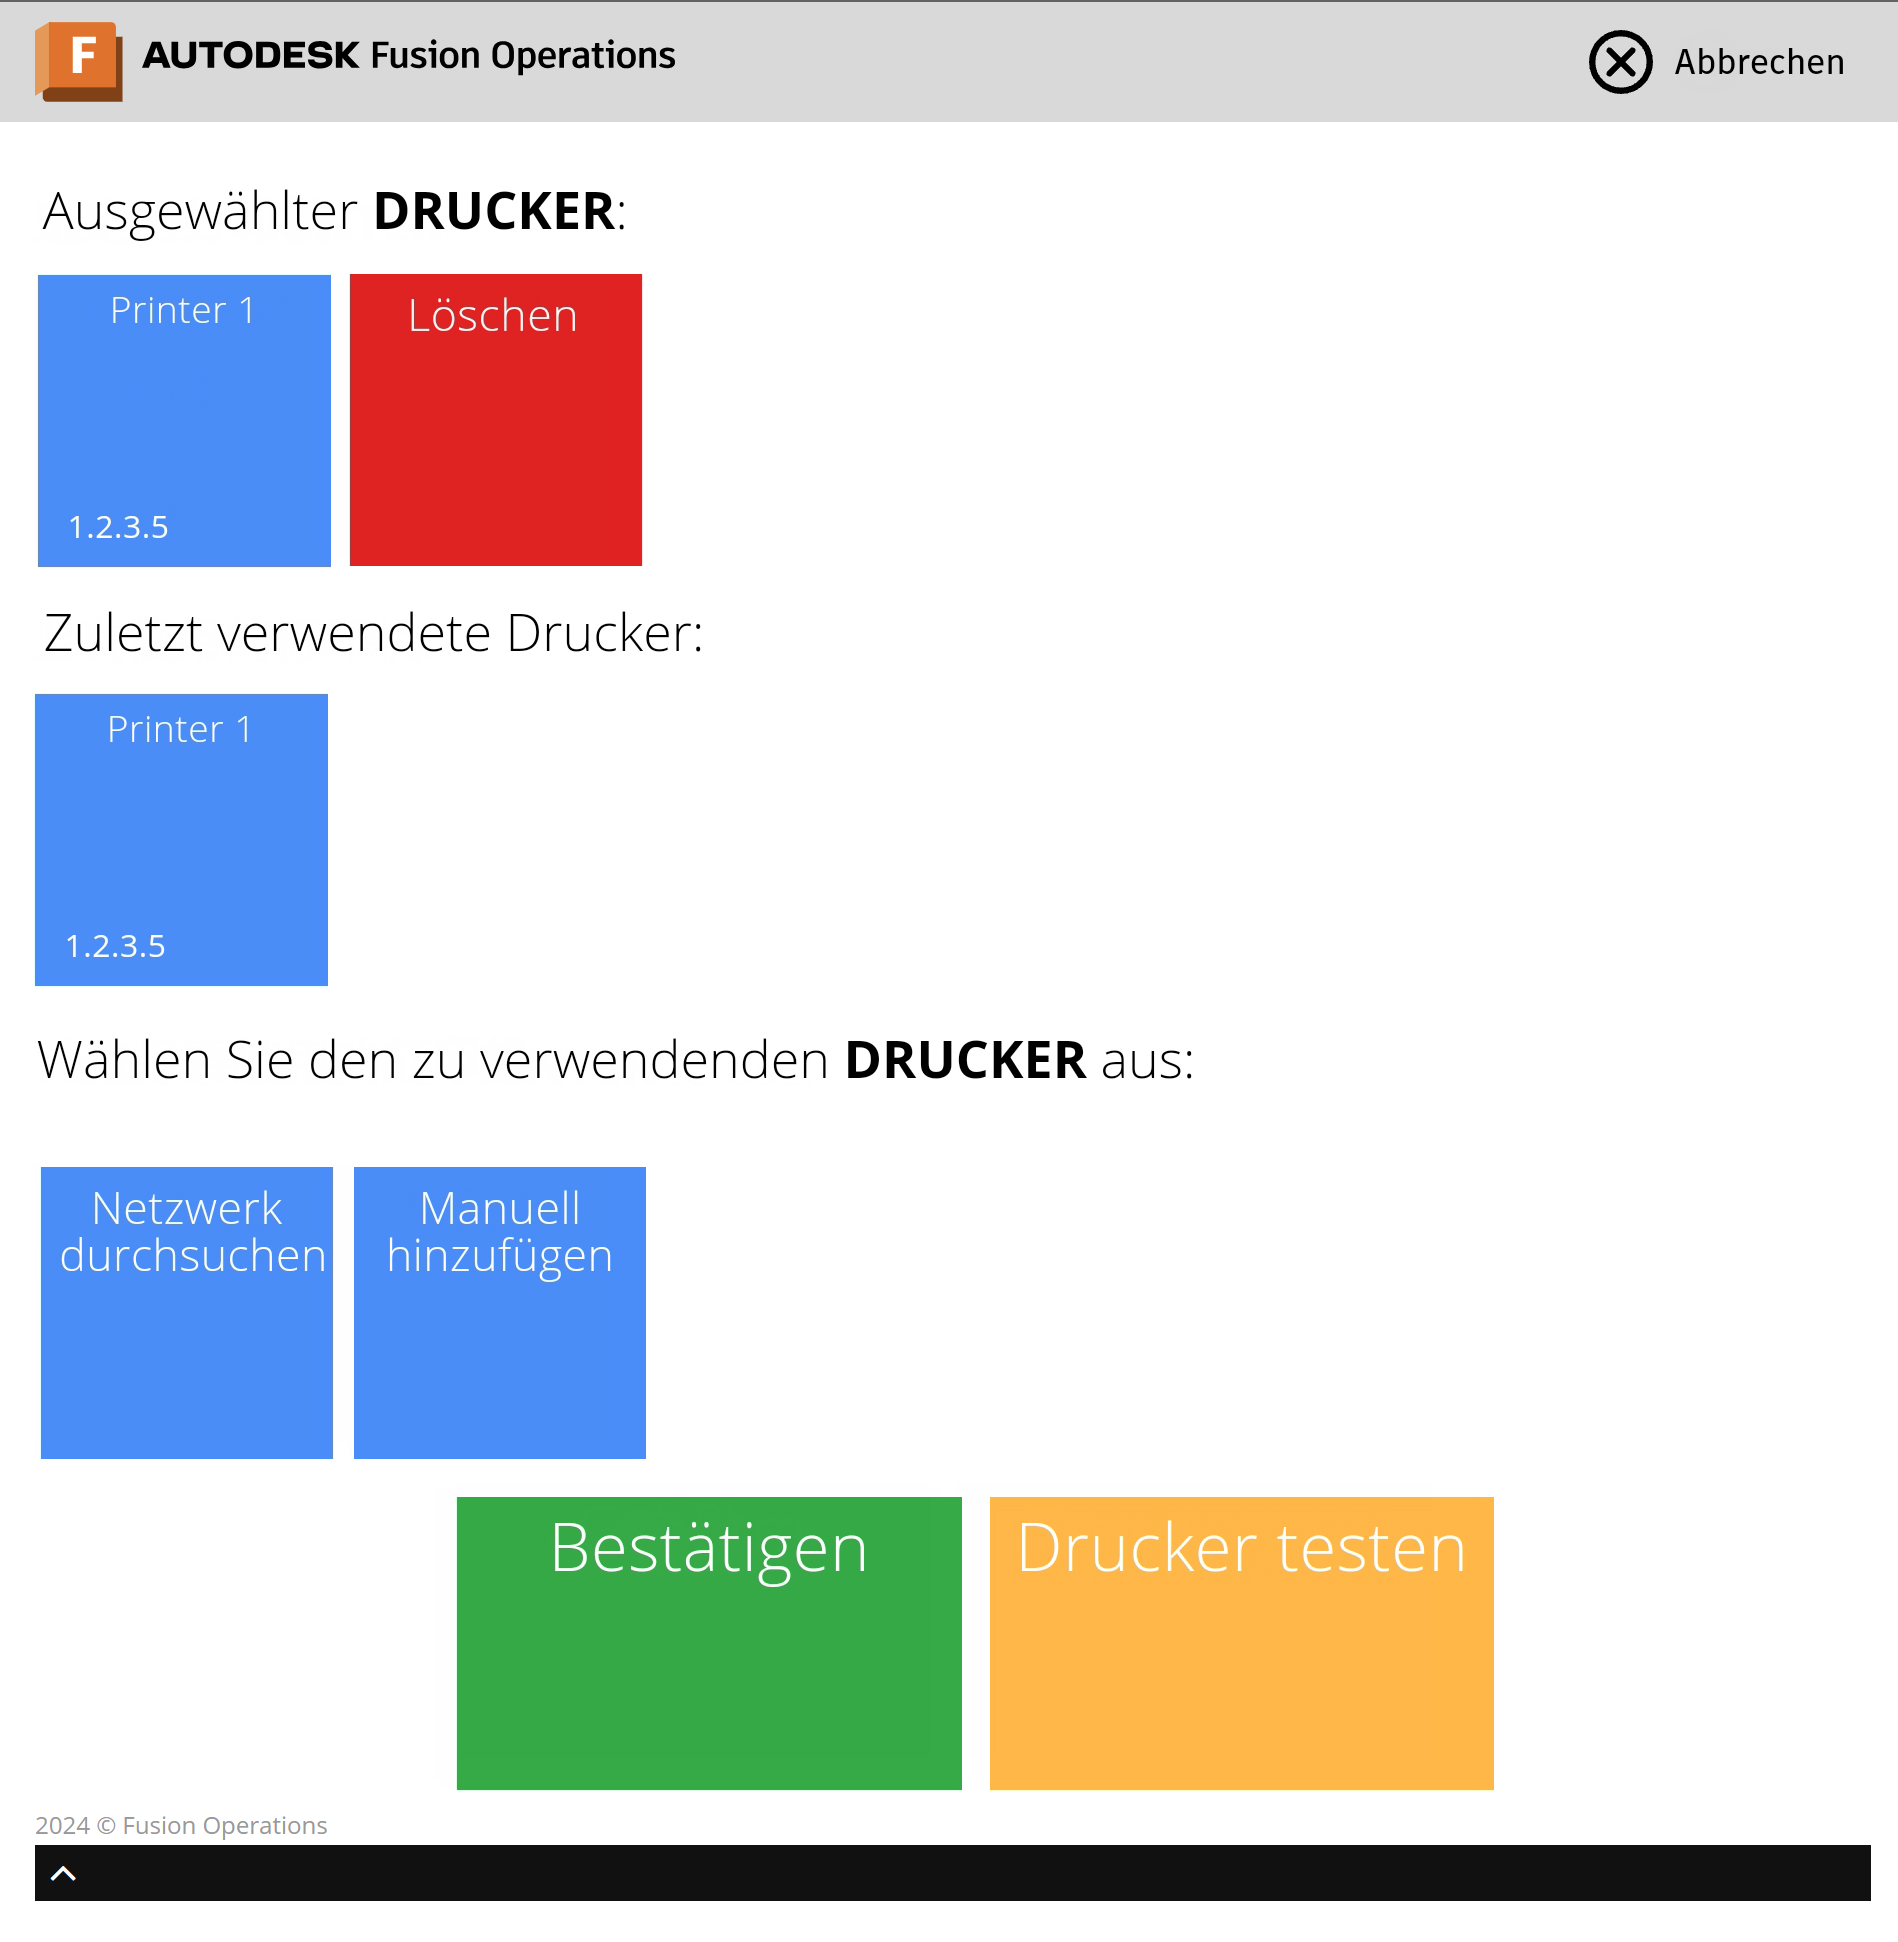 F
AUTODESK Fusion Operations
Abbrechen
Ausgewählter DRUCKER:
Printer 1
Löschen
1.2.3.5
Zuletzt verwendete Drucker:
Printer 1
1.2.3.5
Wählen Sie den zu verwendenden DRUCKER aus:
Netzwerk
durchsuchen
Manuell
hinzufügen
Bestätigen
Drucker testen
2024 © Fusion Operations